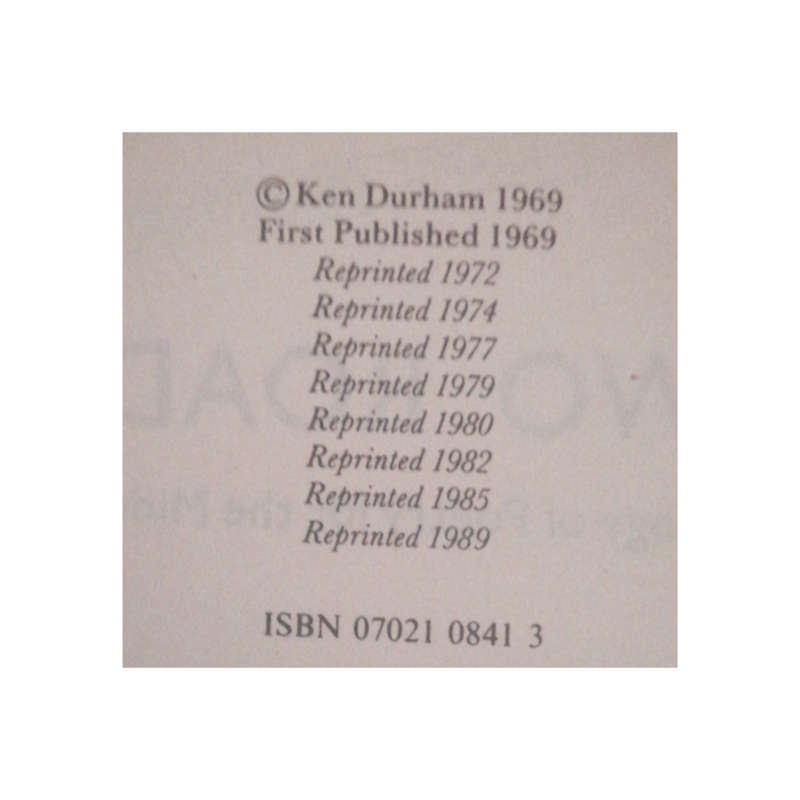 © Ken Durham 1969
First Published 1969
Reprinted 1972
Reprinted 1974
Reprinted 1977
Reprinted 1979
Reprinted 1980
Reprinted 1982
Reprinted 1985
Reprinted 1989
ISBN 07021 0841 3